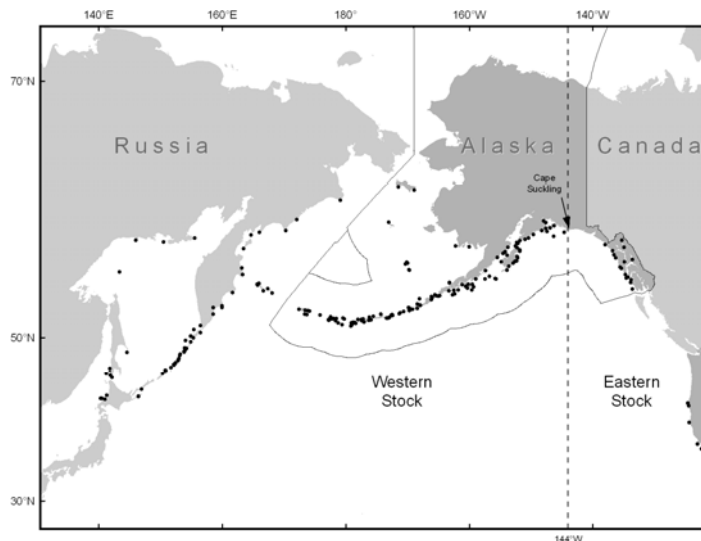 140°E 160°E 180° 160°W 140°W
70°N
Russia Alaska Canada
Cape
Suckling
50°N
Western
Stock
Eastern
Stock
30°N
144°W